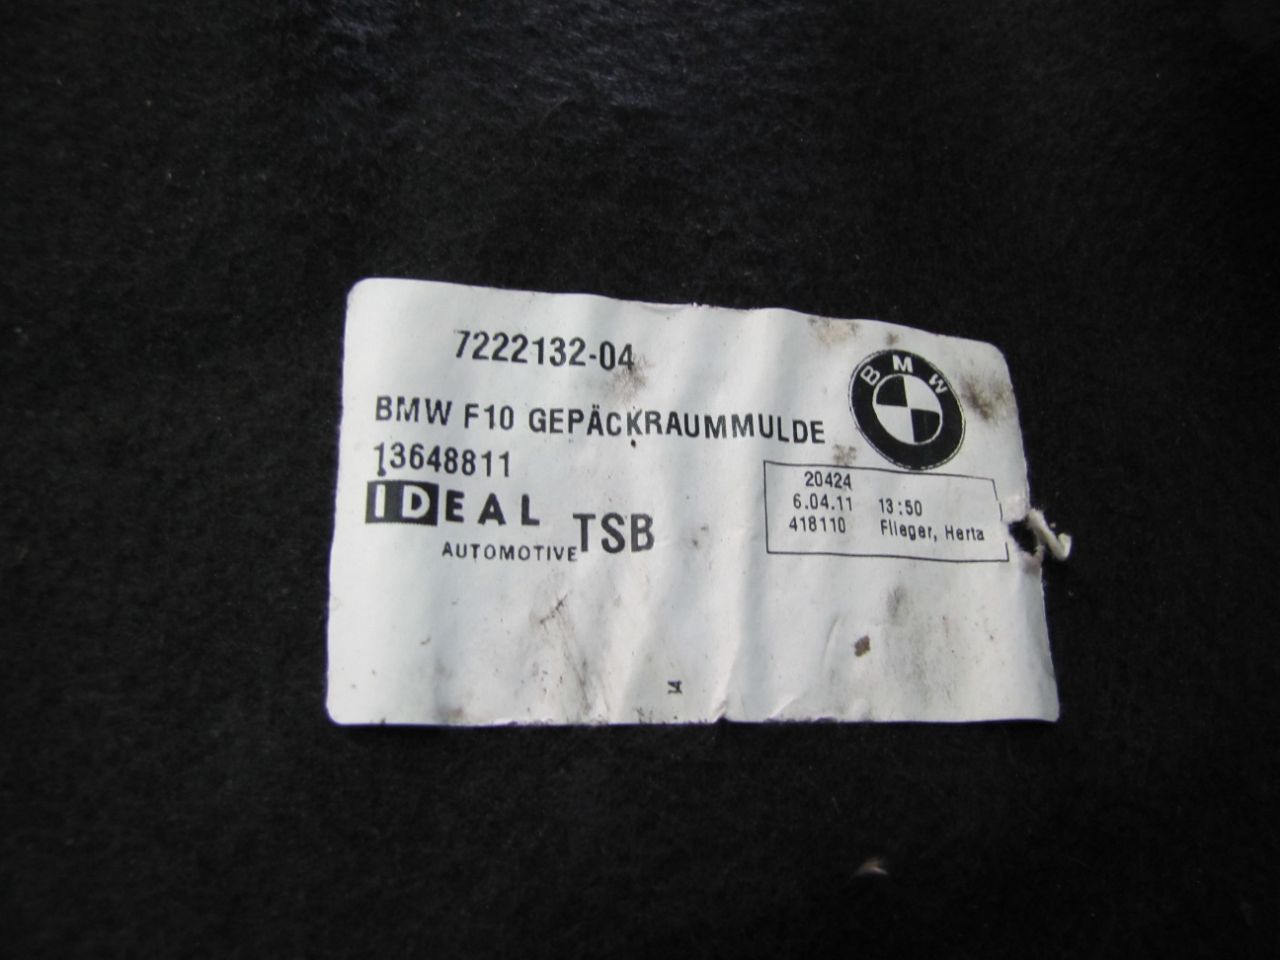 7222132-04
BMW
BMW F10 GEPÄCKRAUMMULDE
13648811
IDEAL
AUTOMOTIVE
TSB
20424
6.04.11 13:50
418110 Flieger, Herta